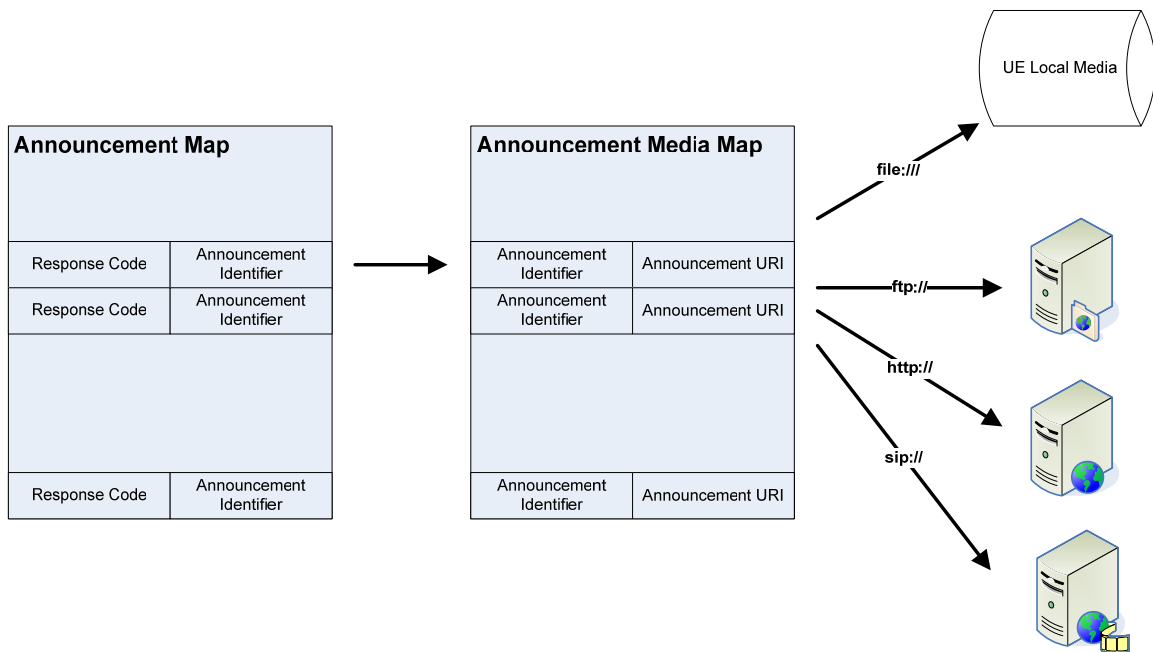 UE Local Media
Announcement Map
Announcement Media Map
file:///
Response Code
Announcement
Identifier
Announcement
Identifier
Announcement URI
ftp://
Response Code
Announcement
Identifier
Announcement
Identifier
Announcement URI
http://
sip://
Response Code
Announcement
Identifier
Announcement
Identifier
Announcement URI